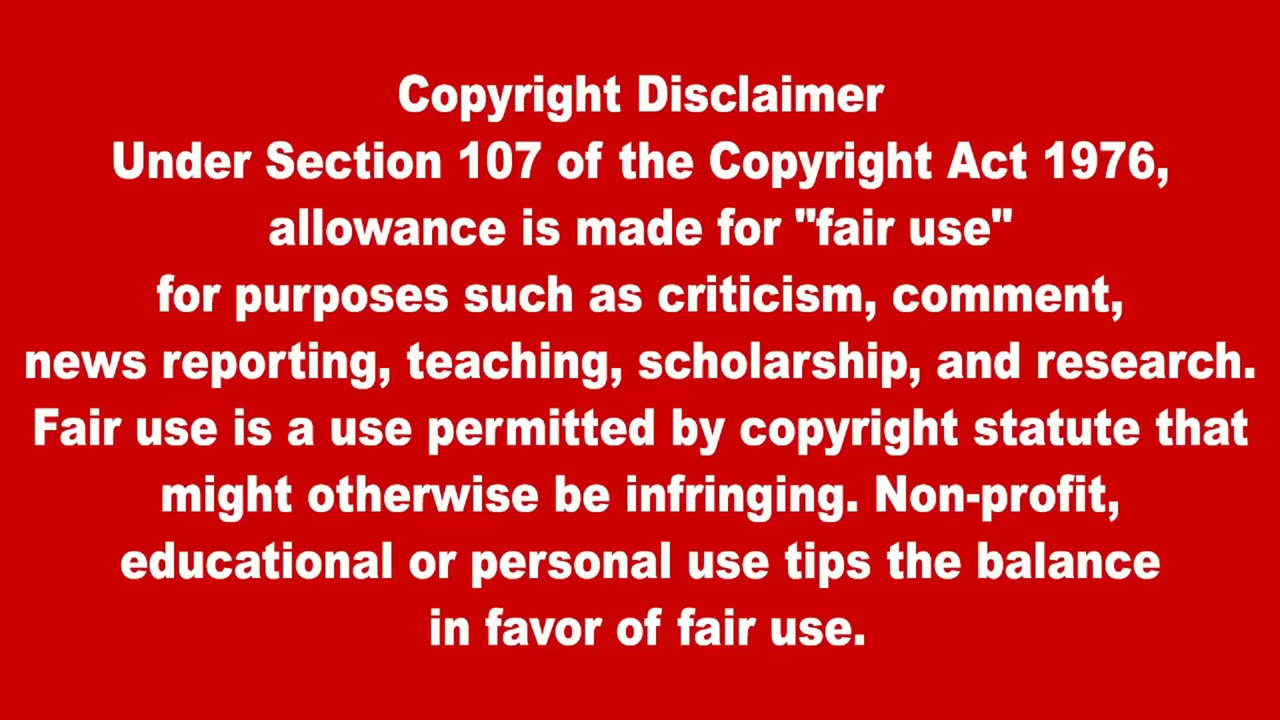 Copyright Disclaimer
Under Section 107 of the Copyright Act 1976,
allowance is made for "fair use"
for purposes such as criticism, comment,
news reporting, teaching, scholarship, and research.
Fair use is a use permitted by copyright statute that
might otherwise be infringing. Non-profit,
educational or personal use tips the balance
in favor of fair use.